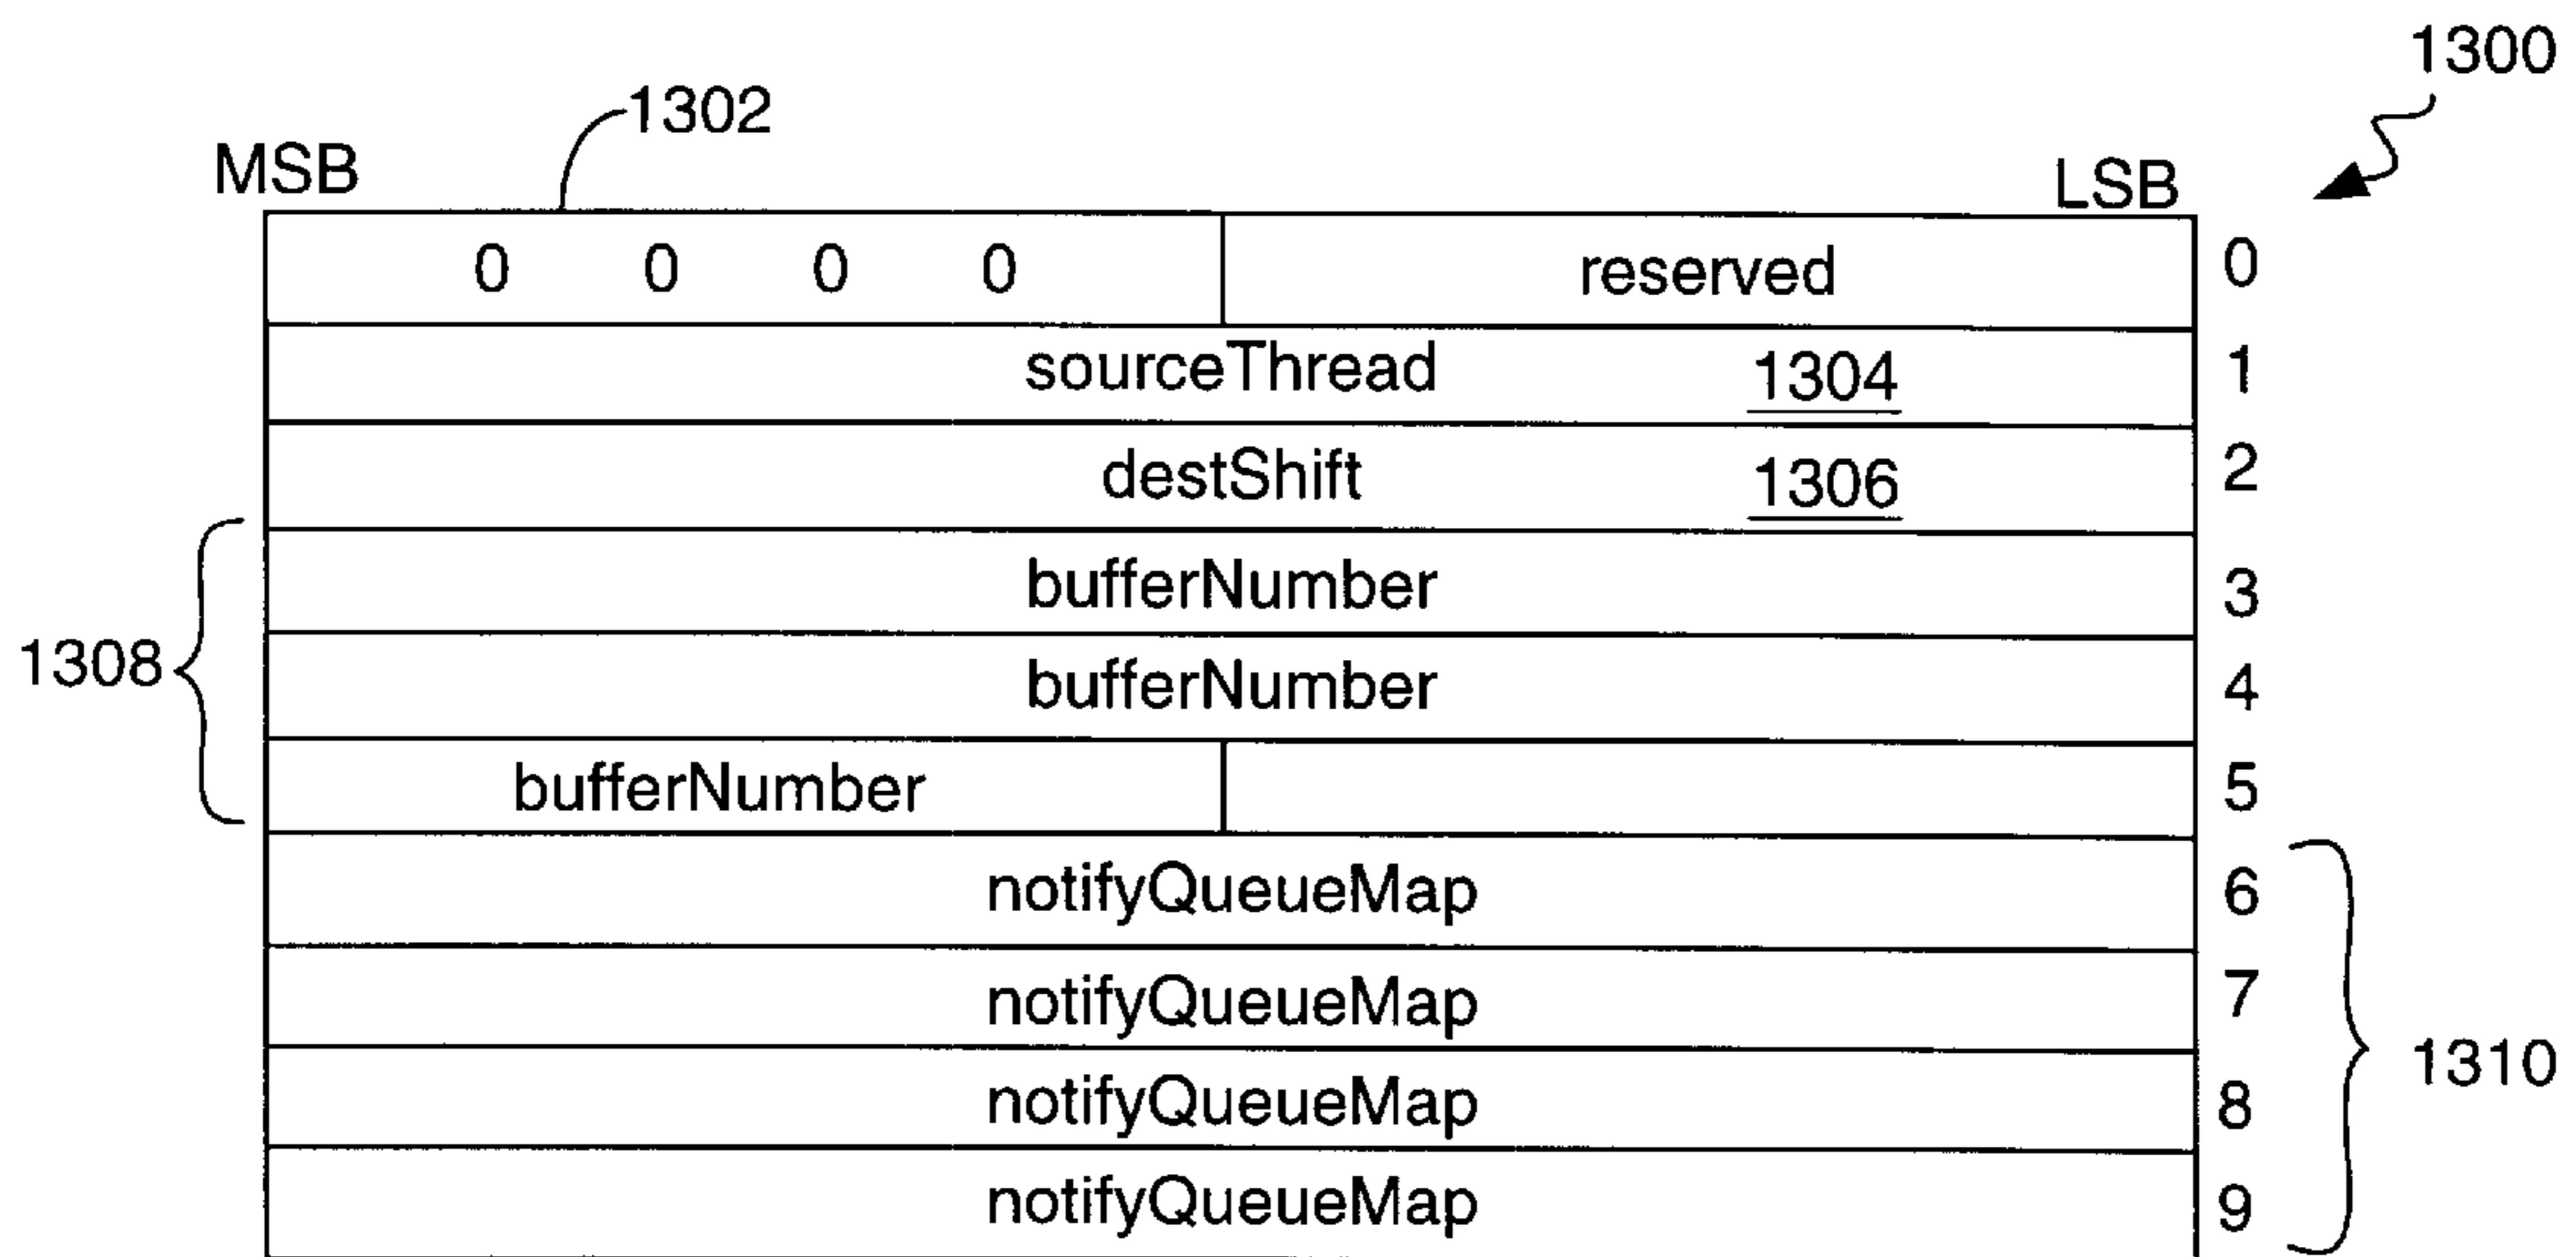 1300
1302
MSB LSB
0 0 0 0 reserved 0
sourceThread 1304 1
destShift 1306 2
bufferNumber 3
1308 bufferNumber 4
bufferNumber 5
notifyQueueMap 6
notifyQueueMap 7
1310
notifyQueueMap 8
notifyQueueMap 9